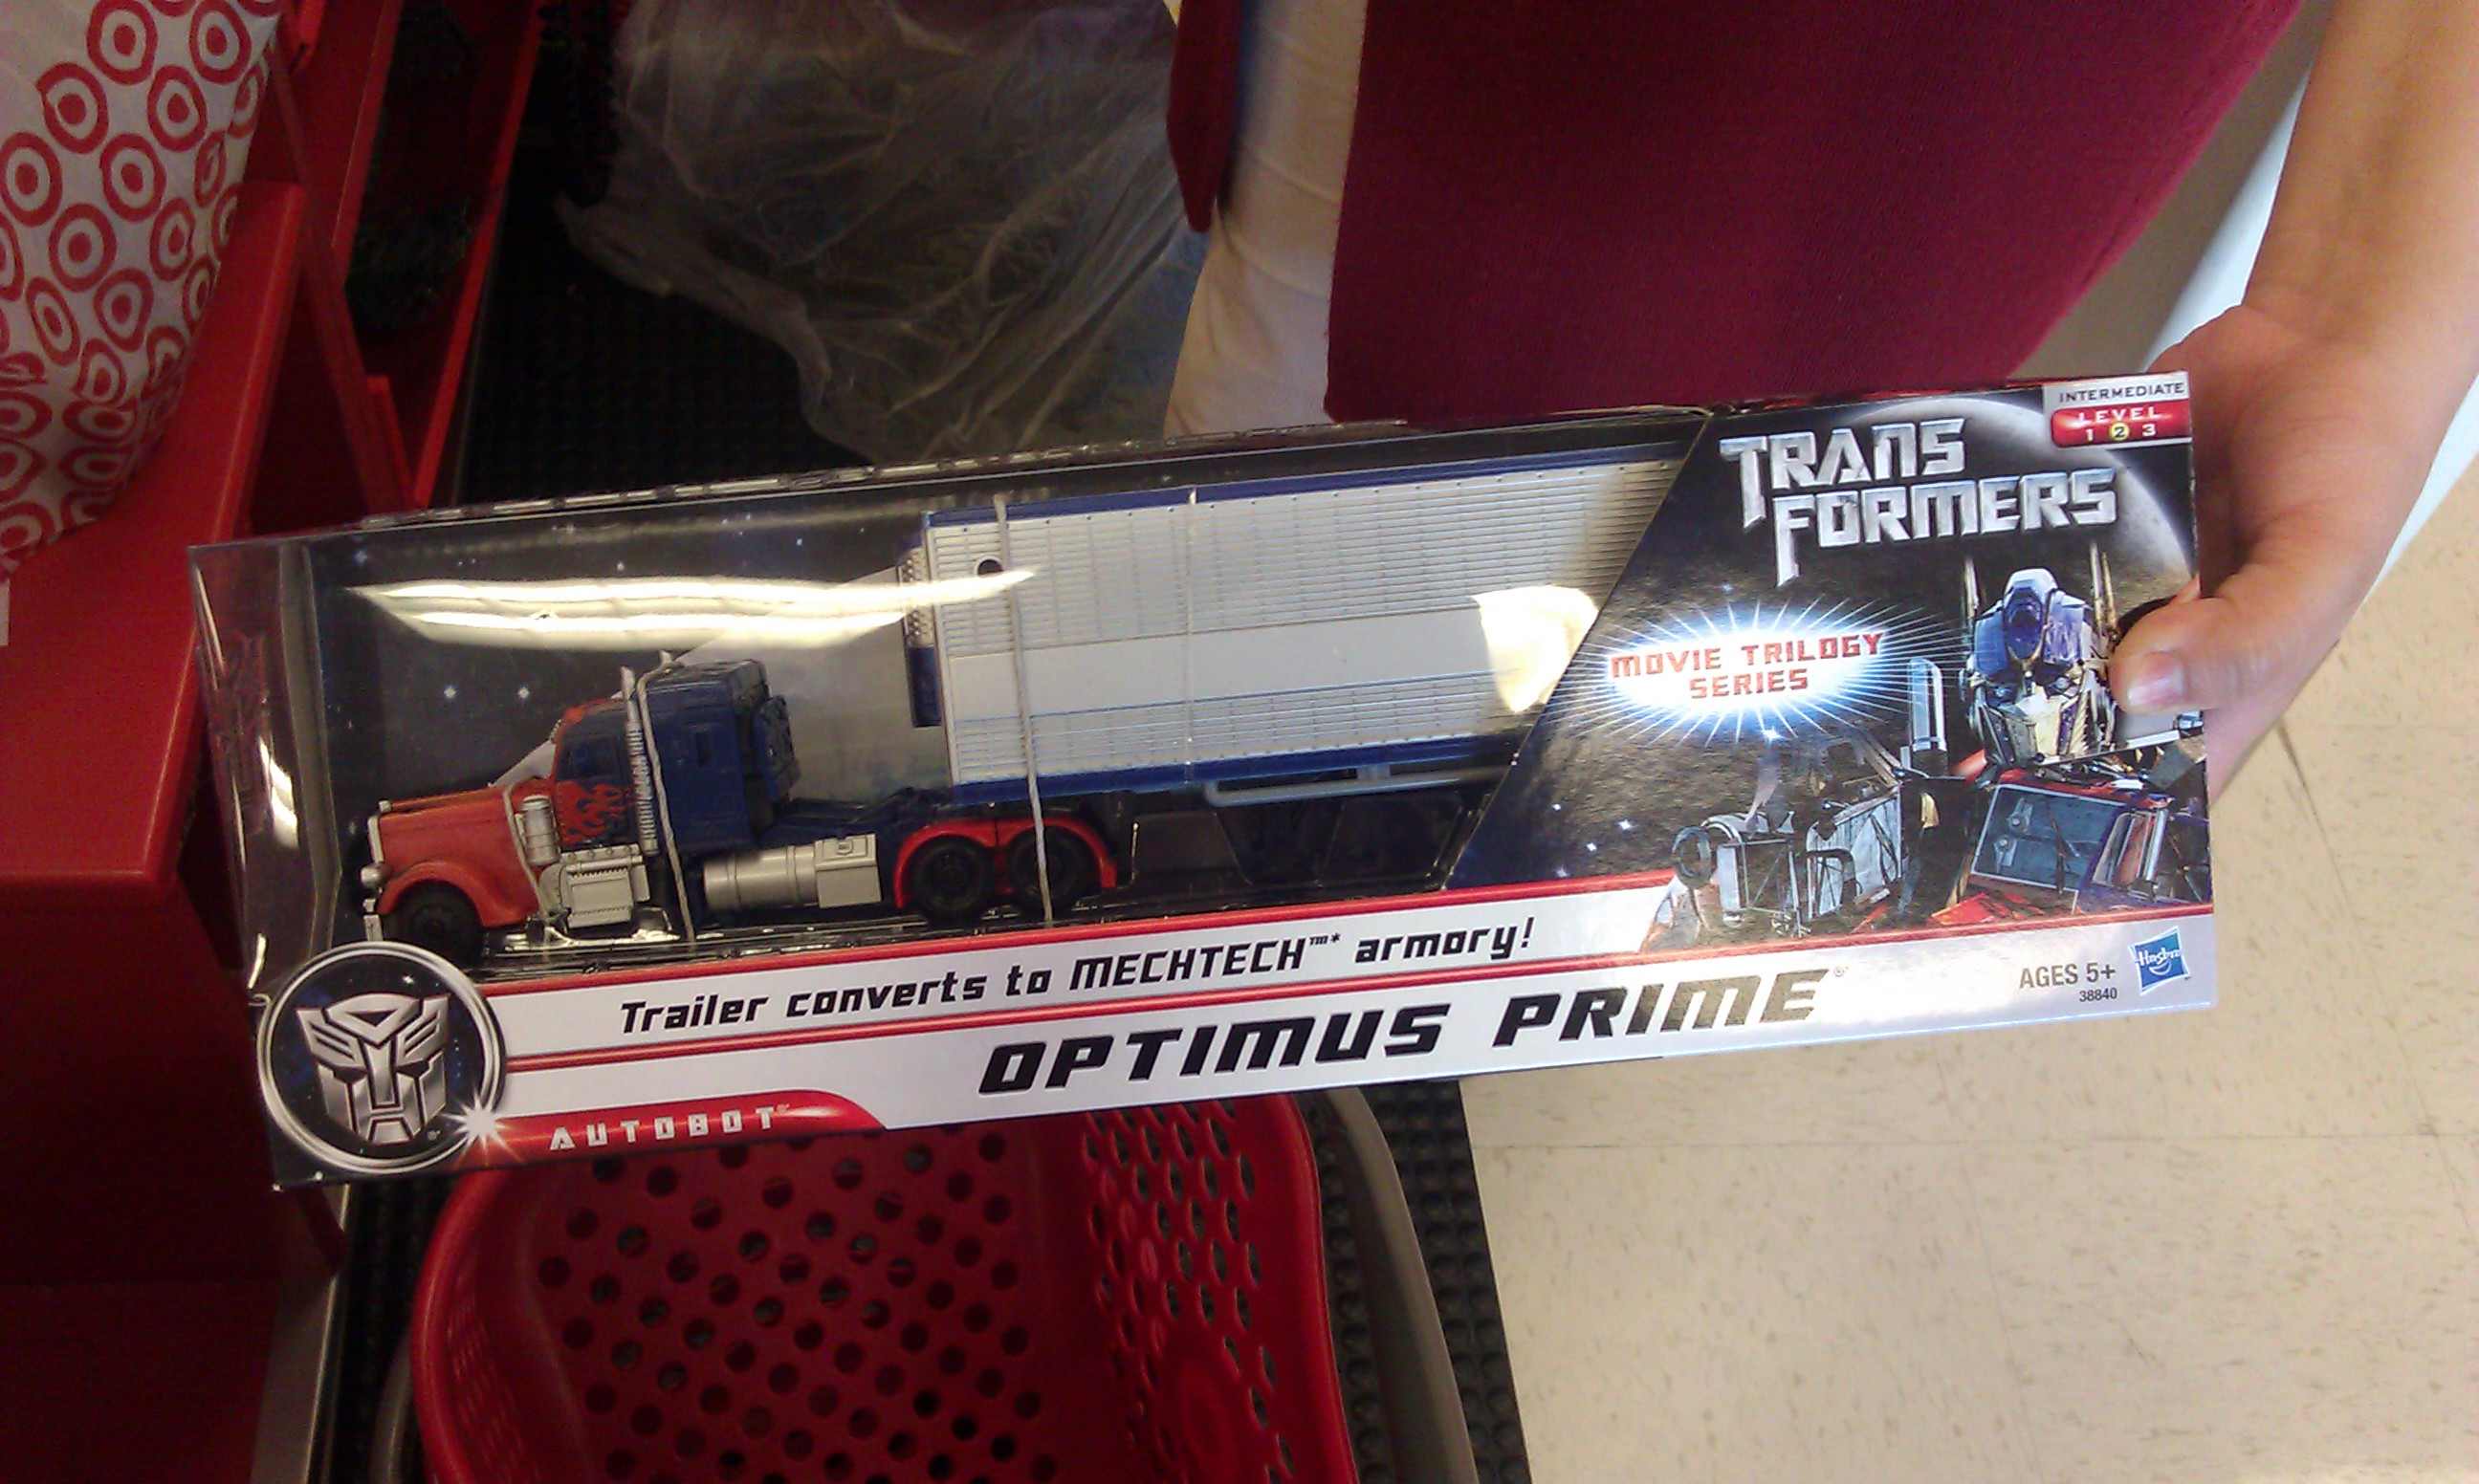 INTERMEDIATE
LEVEL
1 2 3
TRANS
FORMERS
MOVIE TRILOGY
SERIES
Trailer converts to MECHTECH™* armory!
OPTIMUS PRIME®
AGES 5+
38840
Hasbro
AUTOBOT®